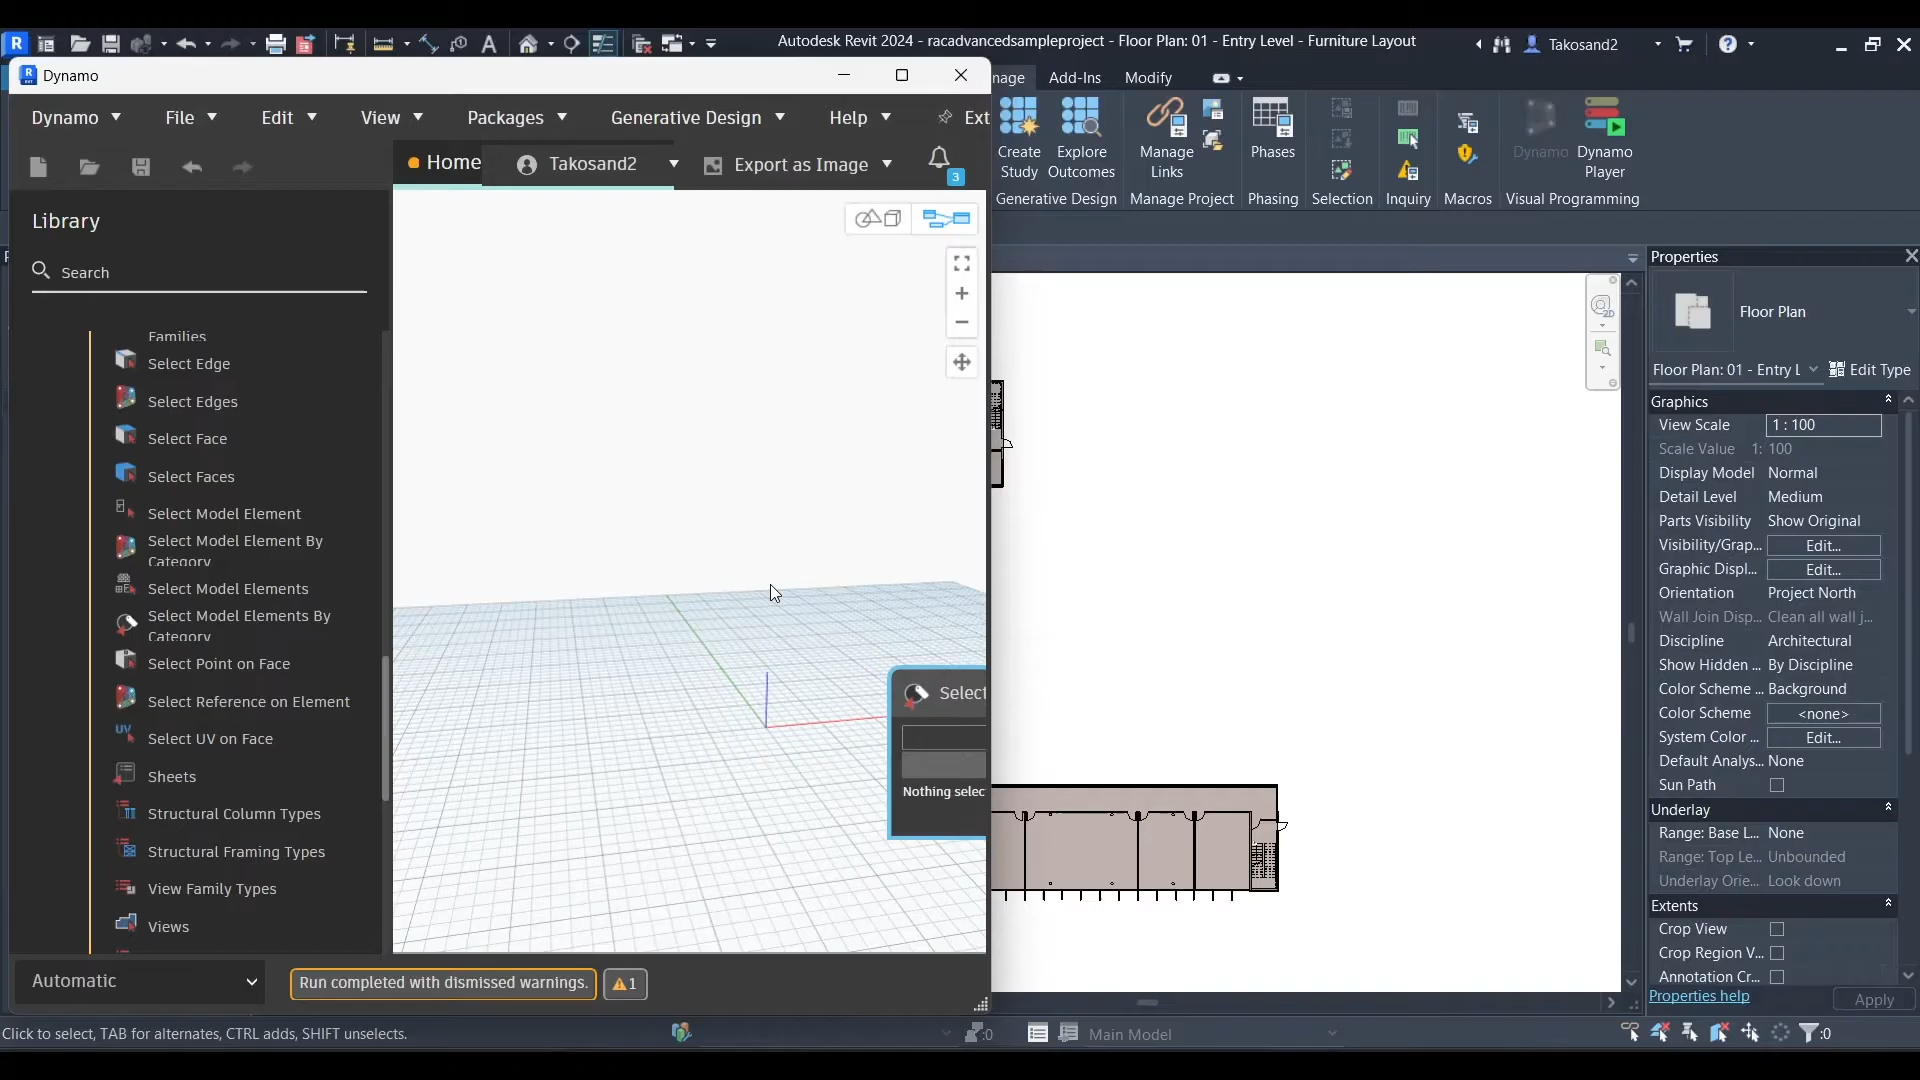 Autodesk Revit 2024 - racadvancedsampleproject - Floor Plan: 01 - Entry Level - Furniture Layout
Takosand2
Dynamo
nage
Add-Ins
Modify
Dynamo
File
Edit
View
Packages
Generative Design
Help
Ext
Home
Takosand2
Export as Image
3
Create
Study
Explore
Outcomes
Manage
Links
Phases
Dynamo
Dynamo
Player
Generative Design
Manage Project
Phasing
Selection
Inquiry
Macros
Visual Programming
Library
Search
Families
Select Edge
Select Edges
Select Face
Select Faces
Select Model Element
Select Model Element By
Category
Select Model Elements
Select Model Elements By
Category
Select Point on Face
Select Reference on Element
UV
Select UV on Face
Sheets
Structural Column Types
Structural Framing Types
View Family Types
Views
Select
Nothing selec
2D
Properties
Floor Plan
Floor Plan: 01 - Entry L
Edit Type
Graphics
View Scale 1 : 100
Scale Value 1: 100
Display Model Normal
Detail Level Medium
Parts Visibility Show Original
Visibility/Grap... Edit...
Graphic Displ... Edit...
Orientation Project North
Wall Join Disp... Clean all wall j...
Discipline Architectural
Show Hidden ... By Discipline
Color Scheme ... Background
Color Scheme <none>
System Color ... Edit...
Default Analys... None
Sun Path
Underlay
Range: Base L... None
Range: Top Le... Unbounded
Underlay Orie... Look down
Extents
Crop View
Crop Region V...
Annotation Cr...
Properties help
Apply
Automatic
Run completed with dismissed warnings.
1
Click to select, TAB for alternates, CTRL adds, SHIFT unselects.
:0
Main Model
:0